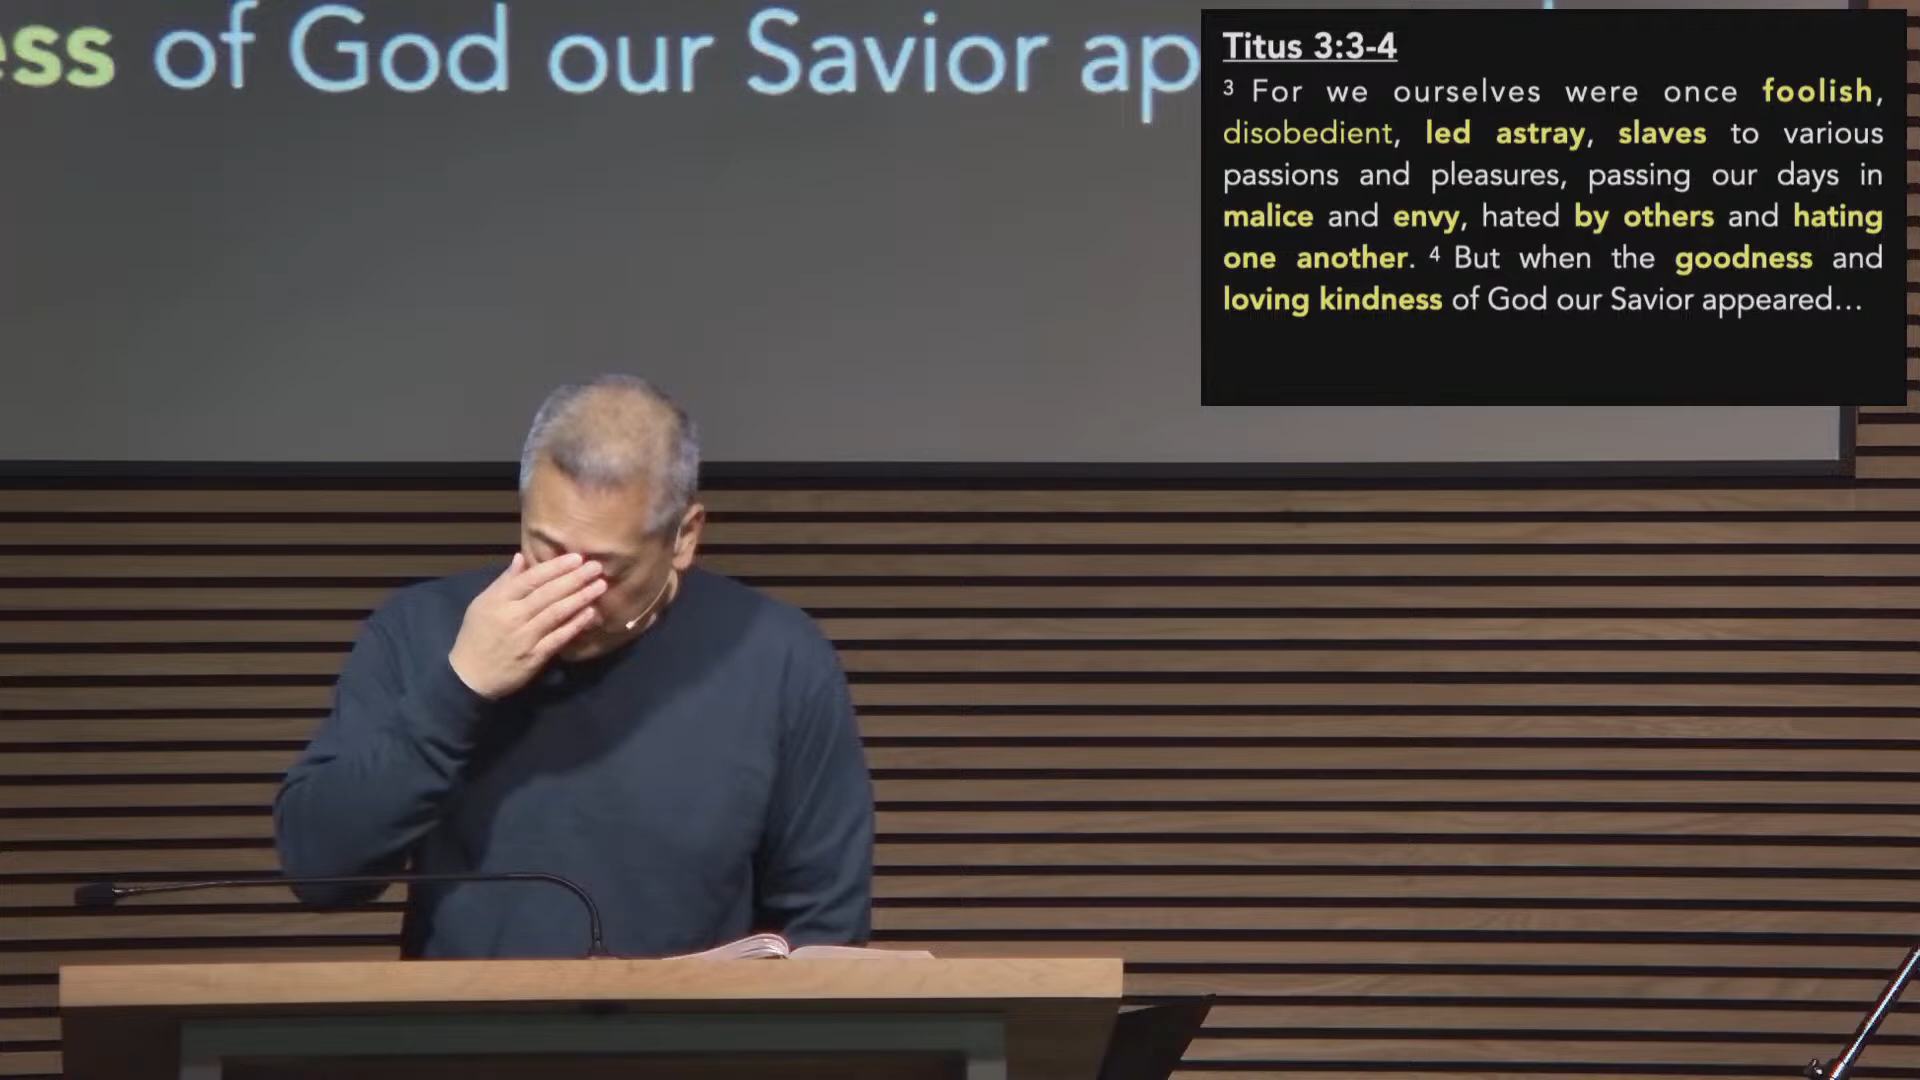 ess of God our Savior ap
Titus 3:3-4
³ For we ourselves were once foolish,
disobedient, led astray, slaves to various
passions and pleasures, passing our days in
malice and envy, hated by others and hating
one another. ⁴ But when the goodness and
loving kindness of God our Savior appeared…